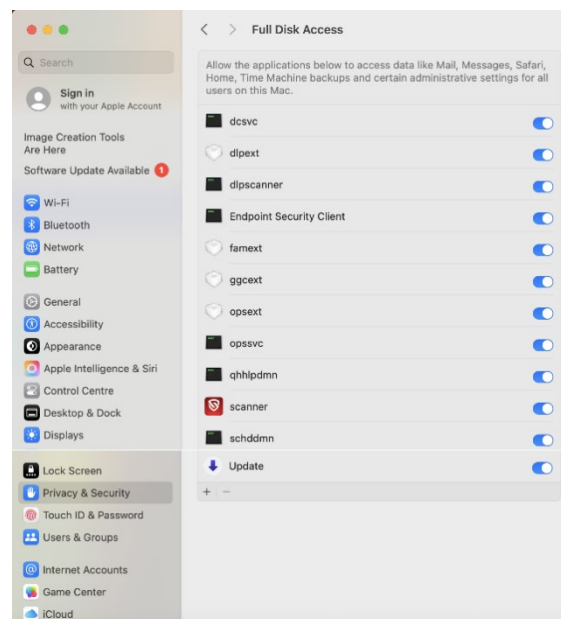 Full Disk Access
Search
Sign in
with your Apple Account
Image Creation Tools
Are Here
Software Update Available 1
Wi-Fi
Bluetooth
Network
Battery
General
Accessibility
Appearance
Apple Intelligence & Siri
Control Centre
Desktop & Dock
Displays
Lock Screen
Privacy & Security
Touch ID & Password
Users & Groups
Internet Accounts
Game Center
iCloud
Allow the applications below to access data like Mail, Messages, Safari,
Home, Time Machine backups and certain administrative settings for all
users on this Mac.
dcsvc
dlpext
dlpscanner
Endpoint Security Client
famext
ggcext
opsext
opssvc
qhhlpdmn
scanner
schddmn
Update